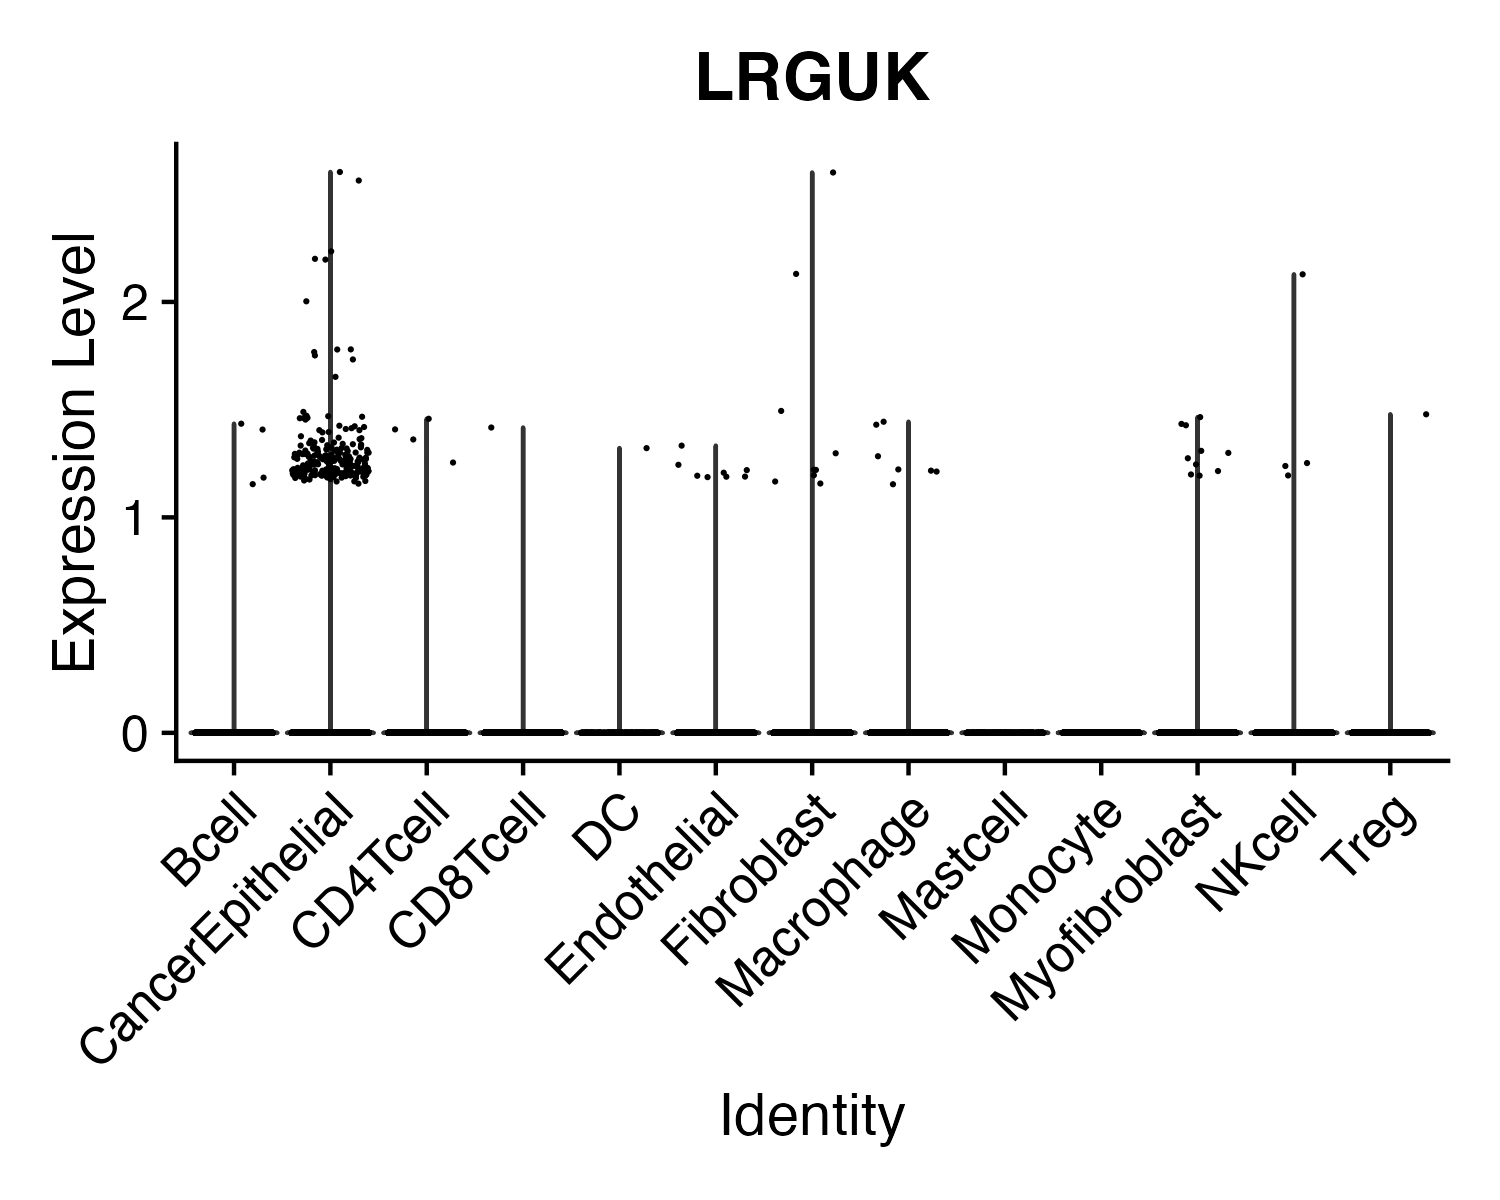 LRGUK
Expression Level
2
1
0
Bcell
CancerEpithelial
CD4Tcell
CD8Tcell
DC
Endothelial
Fibroblast
Macrophage
Mastcell
Monocyte
Myofibroblast
NKcell
Treg
Identity